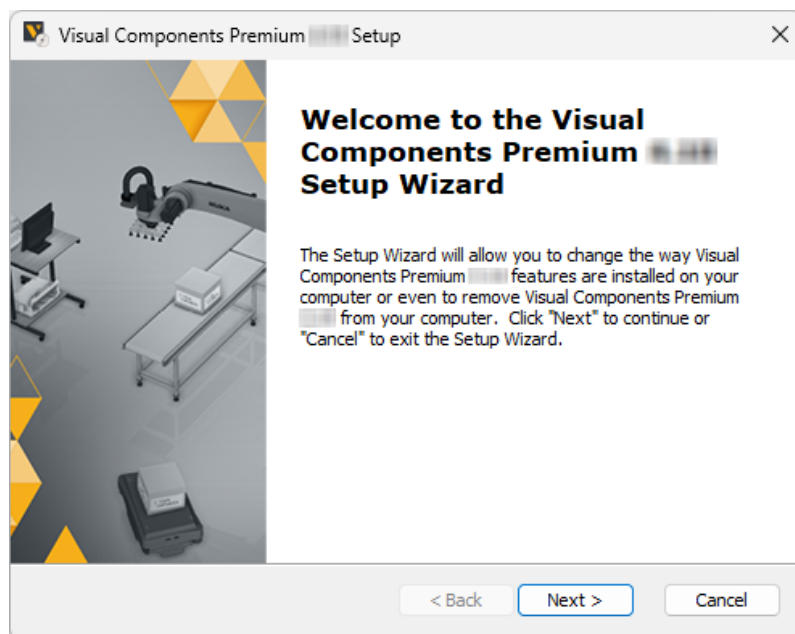 Visual Components Premium Setup
Welcome to the Visual
Components Premium
Setup Wizard
The Setup Wizard will allow you to change the way Visual
Components Premium features are installed on your
computer or even to remove Visual Components Premium
from your computer. Click "Next" to continue or
"Cancel" to exit the Setup Wizard.
< Back Next > Cancel